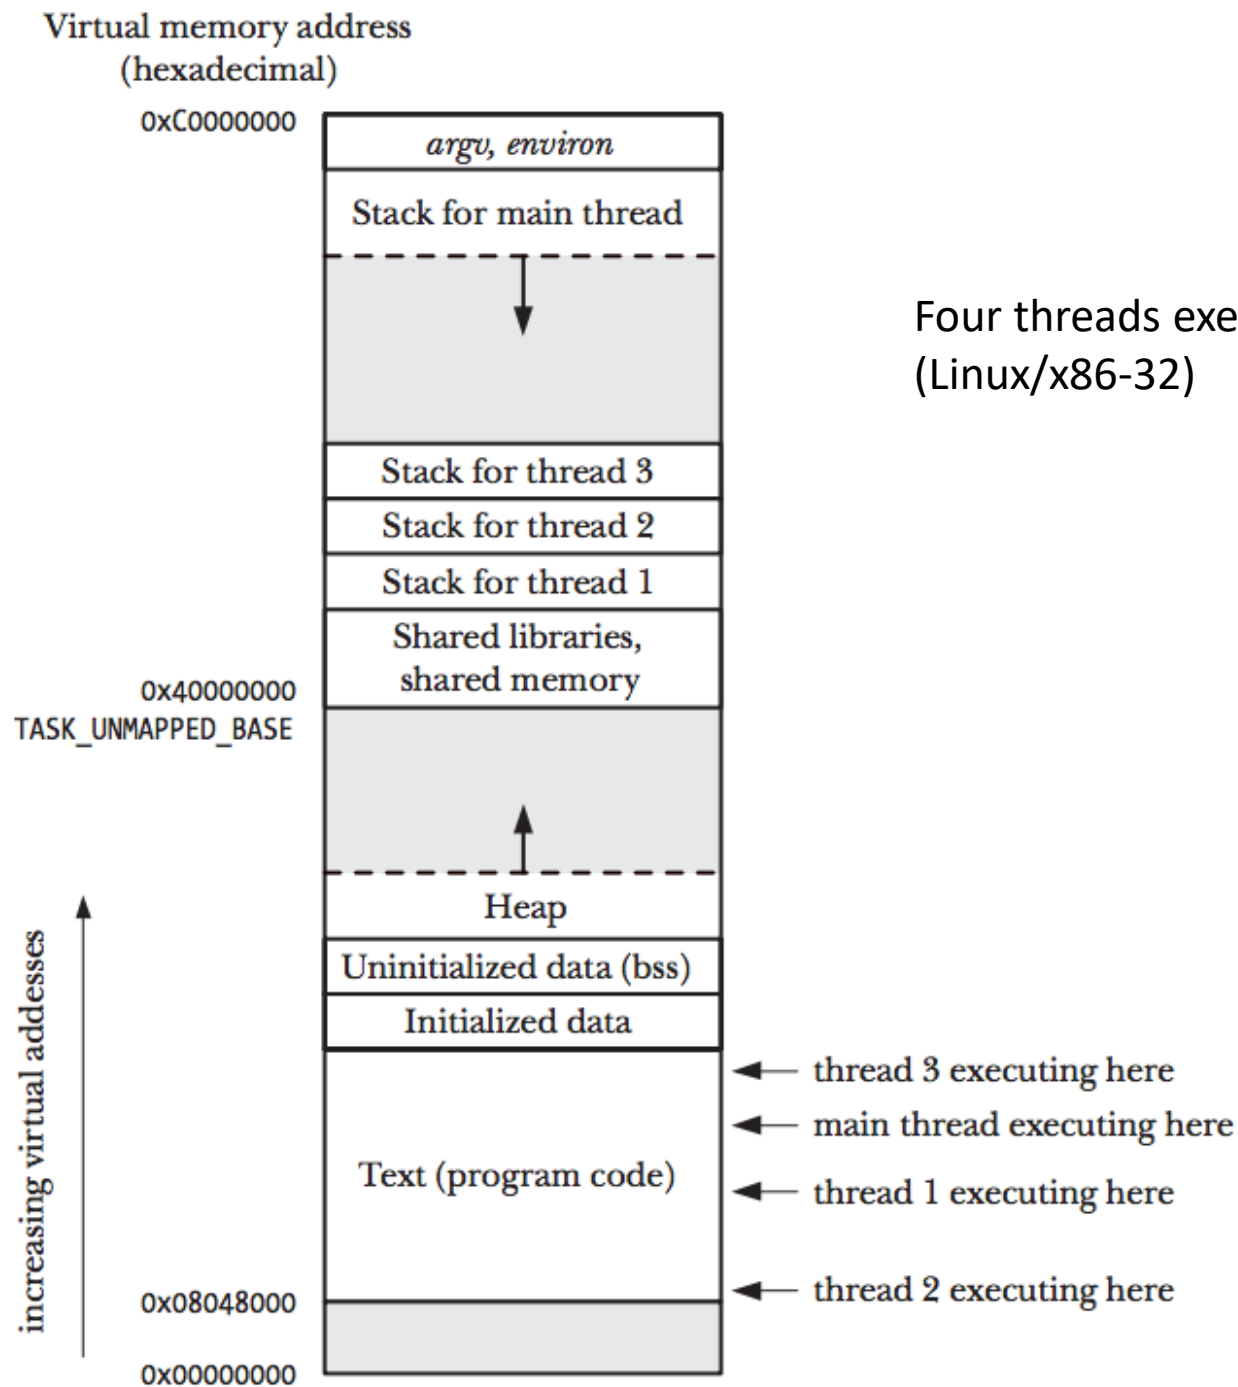 Virtual memory address
(hexadecimal)
0xC0000000
argv, environ
Stack for main thread
Four threads exe
(Linux/x86-32)
Stack for thread 3
Stack for thread 2
Stack for thread 1
Shared libraries,
shared memory
0x40000000
TASK_UNMAPPED_BASE
Heap
Uninitialized data (bss)
Initialized data
thread 3 executing here
main thread executing here
Text (program code)
thread 1 executing here
thread 2 executing here
increasing virtual addesses
0x08048000
0x00000000